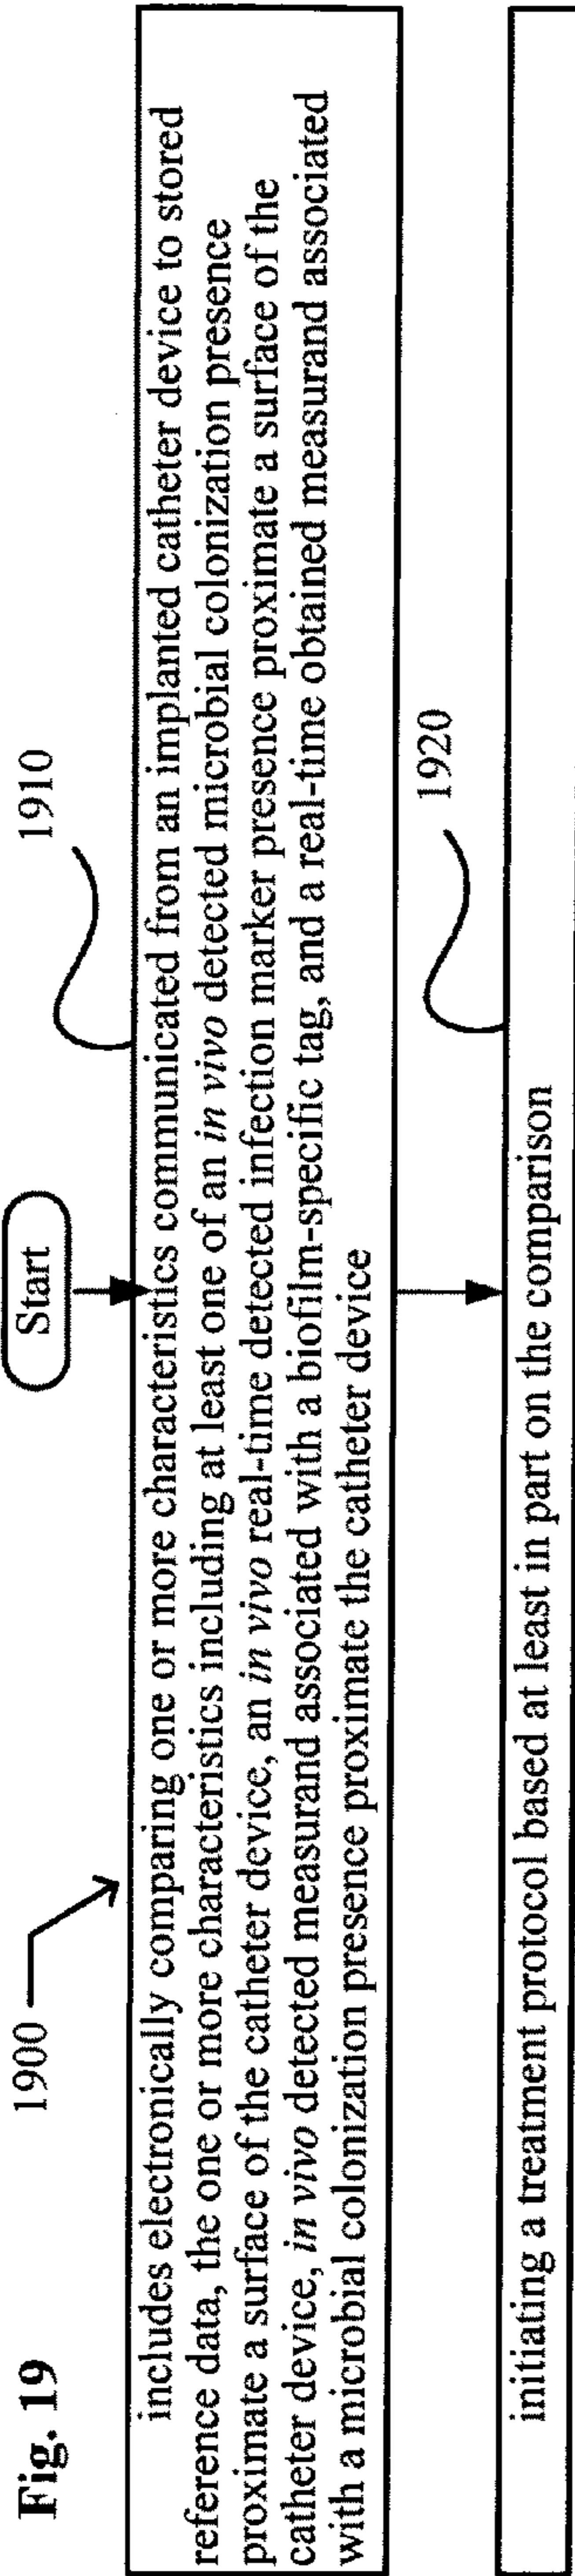 Fig. 19
1900
Start
1910
includes electronically comparing one or more characteristics communicated from an implanted catheter device to stored
reference data, the one or more characteristics including at least one of an in vivo detected microbial colonization presence
proximate a surface of the catheter device, an in vivo real-time detected infection marker presence proximate a surface of the
catheter device, in vivo detected measurand associated with a biofilm-specific tag, and a real-time obtained measurand associated
with a microbial colonization presence proximate the catheter device
1920
initiating a treatment protocol based at least in part on the comparison